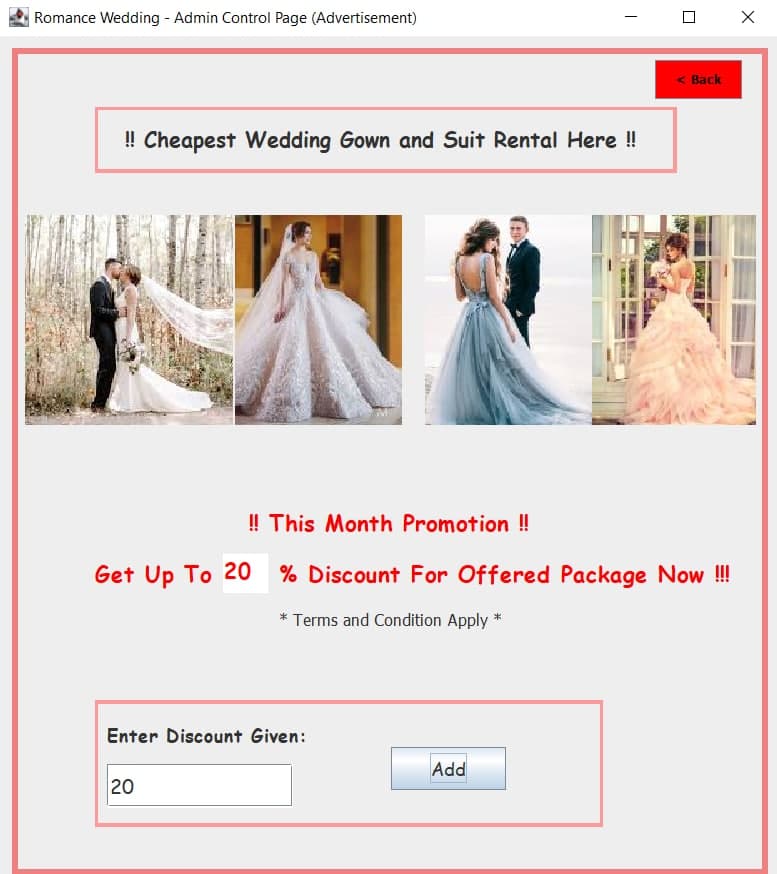 Romance Wedding - Admin Control Page (Advertisement)
< Back
!! Cheapest Wedding Gown and Suit Rental Here !!
!! This Month Promotion !!
Get Up To 20 % Discount For Offered Package Now !!!
* Terms and Condition Apply *
Enter Discount Given:
20
Add